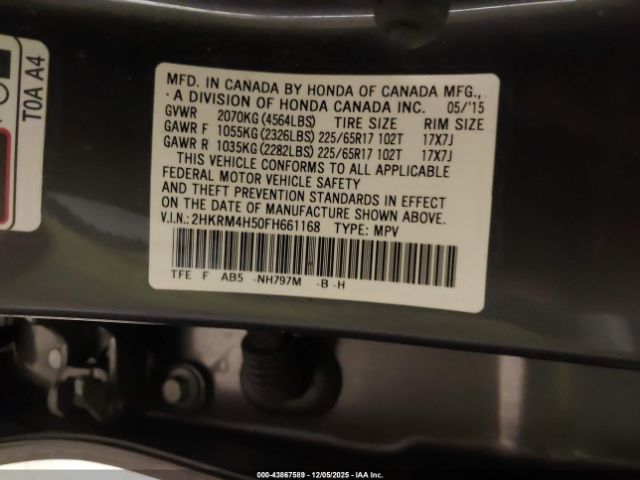 T0A A4
MFD. IN CANADA BY HONDA OF CANADA MFG.,
A DIVISION OF HONDA CANADA INC. 05/'15
GVWR 2070KG (4564LBS) TIRE SIZE RIM SIZE
GAWR F 1055KG (2326LBS) 225/65R17 102T 17X7J
GAWR R 1035KG (2282LBS) 225/65R17 102T 17X7J
THIS VEHICLE CONFORMS TO ALL APPLICABLE
FEDERAL MOTOR VEHICLE SAFETY
AND THEFT PREVENTION STANDARDS IN EFFECT
ON THE DATE OF MANUFACTURE SHOWN ABOVE.
V.I.N.: 2HKRM4H50FH661168 TYPE: MPV
TFE F AB5 -NH797M -B -H
000-43867589 - 12/05/2025 - IAA Inc.